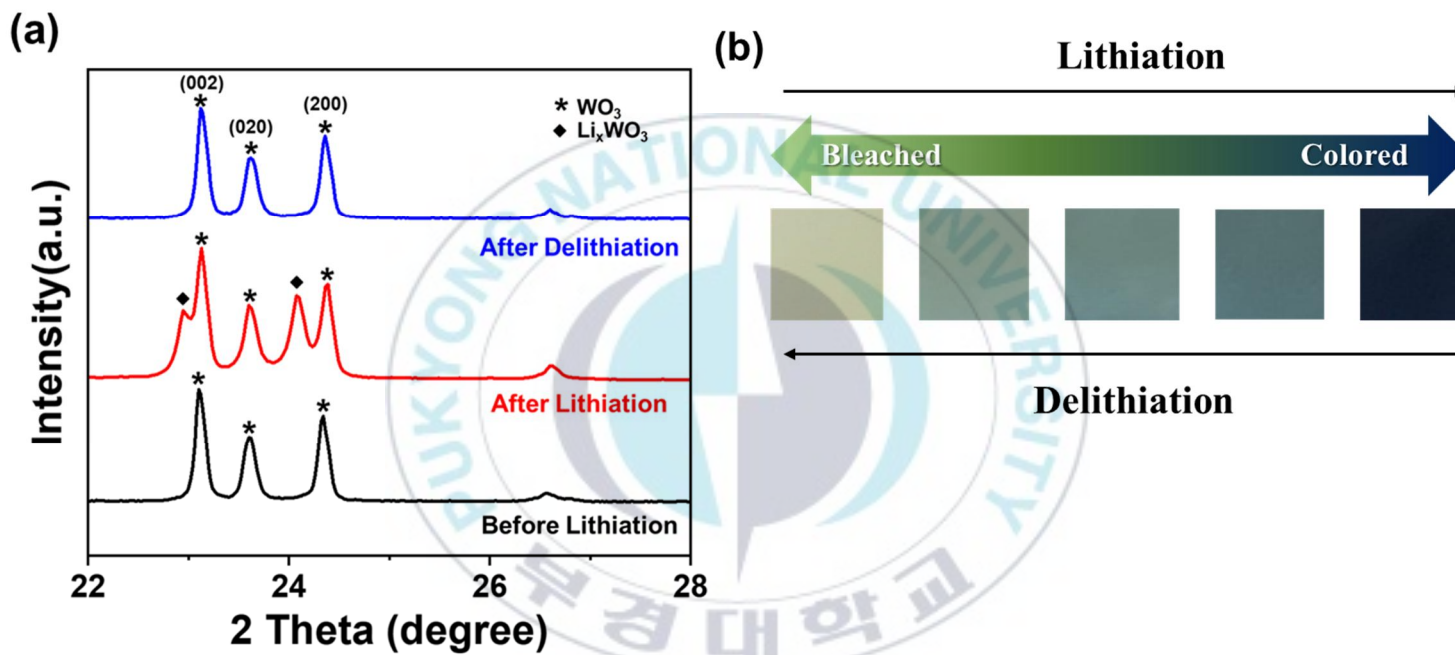 (a)
(002)
(020)
(200)
* WO₃
◆ LiₓWO₃
After Delithiation
After Lithiation
Before Lithiation
Intensity(a.u.)
22
24
26
28
2 Theta (degree)
(b)
Lithiation
Bleached
Colored
Delithiation
PUKYONG NATIONAL UNIVERSITY
부경대학교